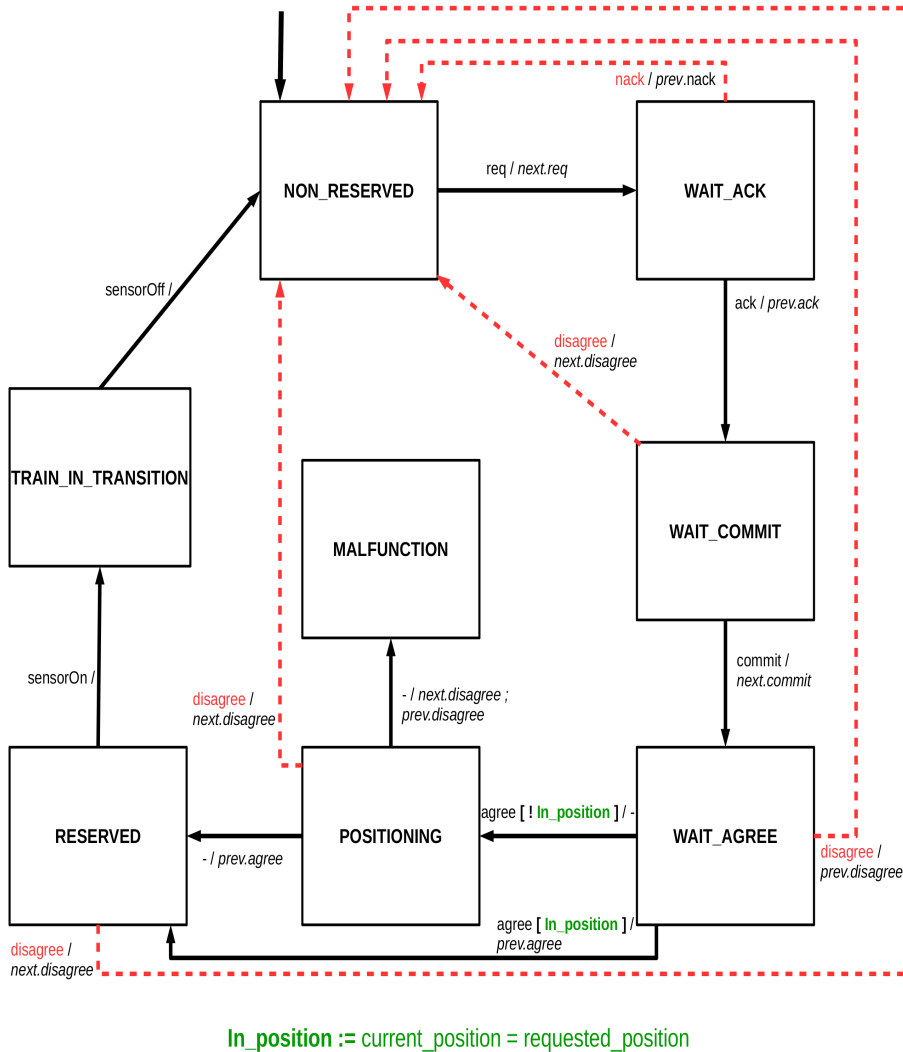 nack / prev.nack
NON_RESERVED
req / next.req
WAIT_ACK
sensorOff /
ack / prev.ack
disagree /
next.disagree
TRAIN_IN_TRANSITION
MALFUNCTION
WAIT_COMMIT
sensorOn /
disagree /
next.disagree
- / next.disagree ;
prev.disagree
commit /
next.commit
RESERVED
- / prev.agree
POSITIONING
agree [ ! In_position ] / -
WAIT_AGREE
disagree /
prev.disagree
agree [ In_position ] /
prev.agree
disagree /
next.disagree
In_position := current_position = requested_position